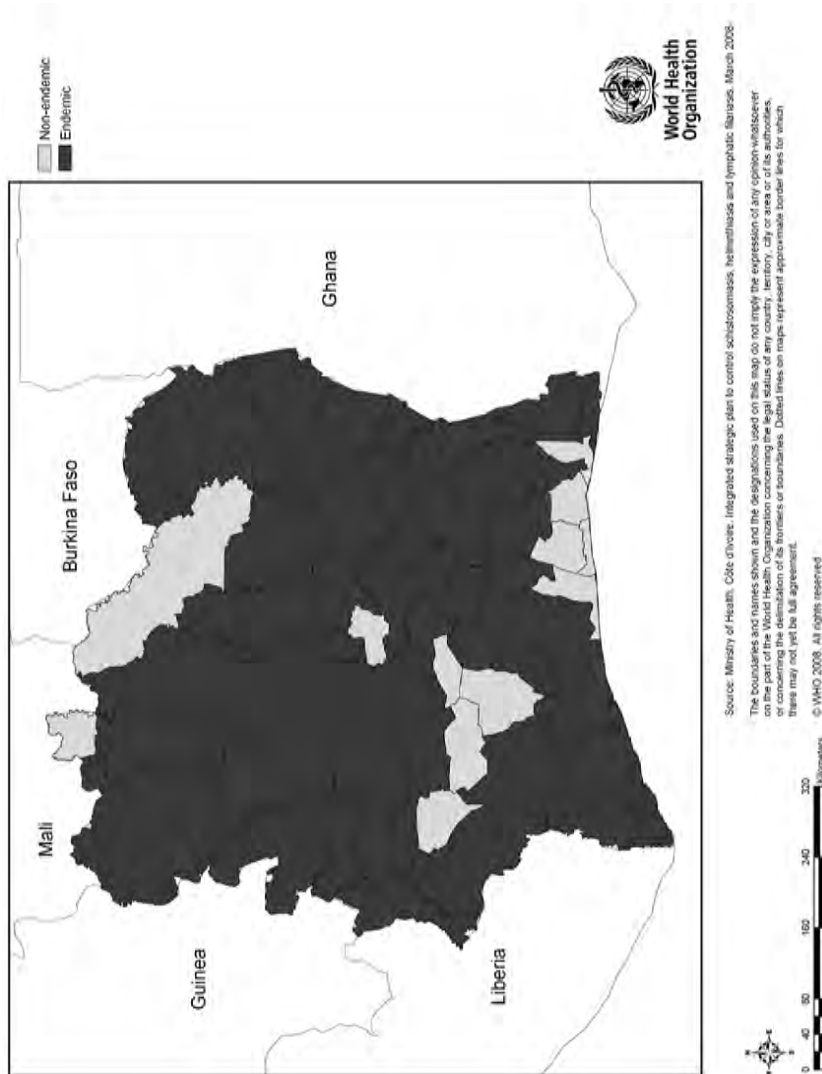 Non-endemic
Endemic
Mali
Burkina Faso
Guinea
Ghana
Liberia
World Health
Organization
0 40 80 160 240 320
Kilometers
Source: Ministry of Health, Côte d'Ivoire. Integrated strategic plan to control schistosomiasis, helminthiasis and lymphatic filariasis. March 2008-
The boundaries and names shown and the designations used on this map do not imply the expression of any opinion whatsoever
on the part of the World Health Organization concerning the legal status of any country, territory, city or area or of its authorities,
or concerning the delimitation of its frontiers or boundaries. Dotted lines on maps represent approximate border lines for which
there may not yet be full agreement.
© WHO 2008. All rights reserved